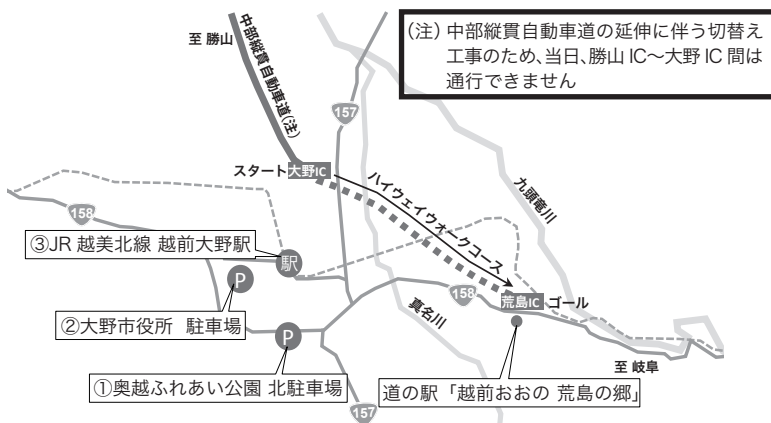 (注) 中部縦貫自動車道の延伸に伴う切替え
工事のため、当日、勝山 IC～大野 IC 間は
通行できません
至 勝山
中部縦貫自動車道(注)
157
スタート 大野IC
ハイウェイウォークコース
九頭竜川
158
③JR 越美北線 越前大野駅
駅
P
158
荒島IC ゴール
②大野市役所 駐車場
真名川
P
至 岐阜
①奥越ふれあい公園 北駐車場
道の駅「越前おおの 荒島の郷」
157